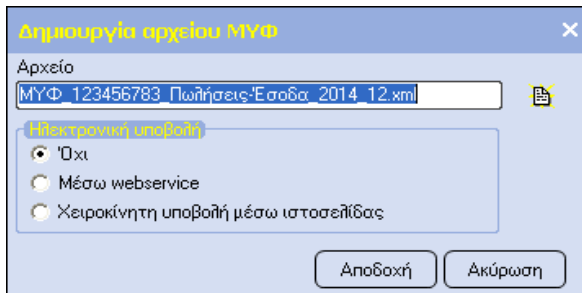 Δημιουργία αρχείου ΜΥΦ
Αρχείο
ΜΥΦ_123456783_Πωλήσεις-Έσοδα_2014_12.xml
Ηλεκτρονική υποβολή
Όχι
Μέσω webservice
Χειροκίνητη υποβολή μέσω ιστοσελίδας
Αποδοχή Ακύρωση